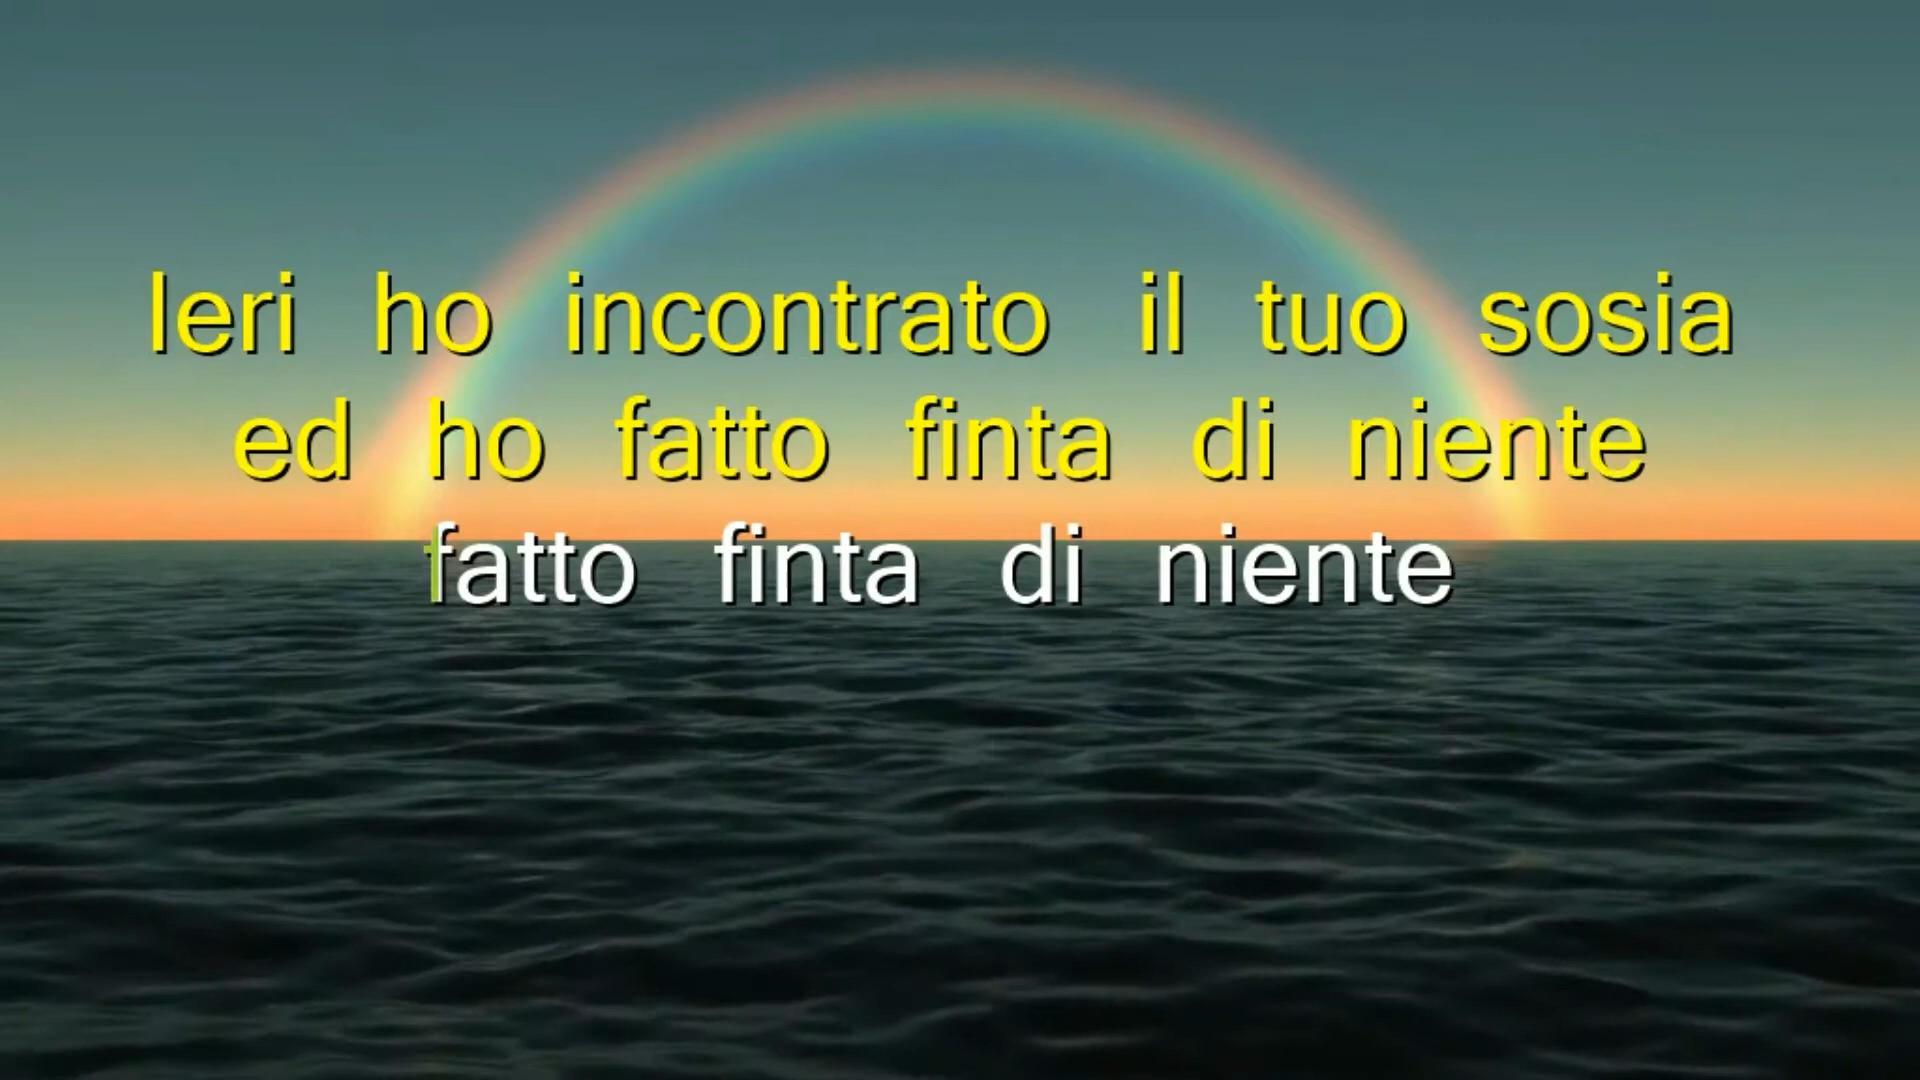 Ieri ho incontrato il tuo sosia
ed ho fatto finta di niente
fatto finta di niente